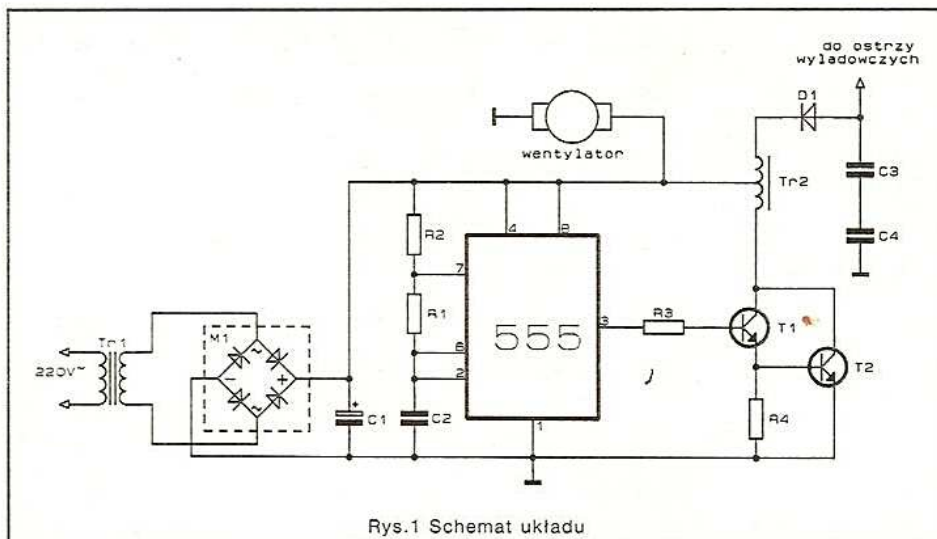 do ostrzy
wyladowczych
D1
wentylator
Tr2
C3
C4
4
8
R2
7
R1
6
2
555
3
R3
T1
T2
M1
Tr1
220V~
~
-
+
~
+
C1
C2
1
R4
Rys.1 Schemat układu